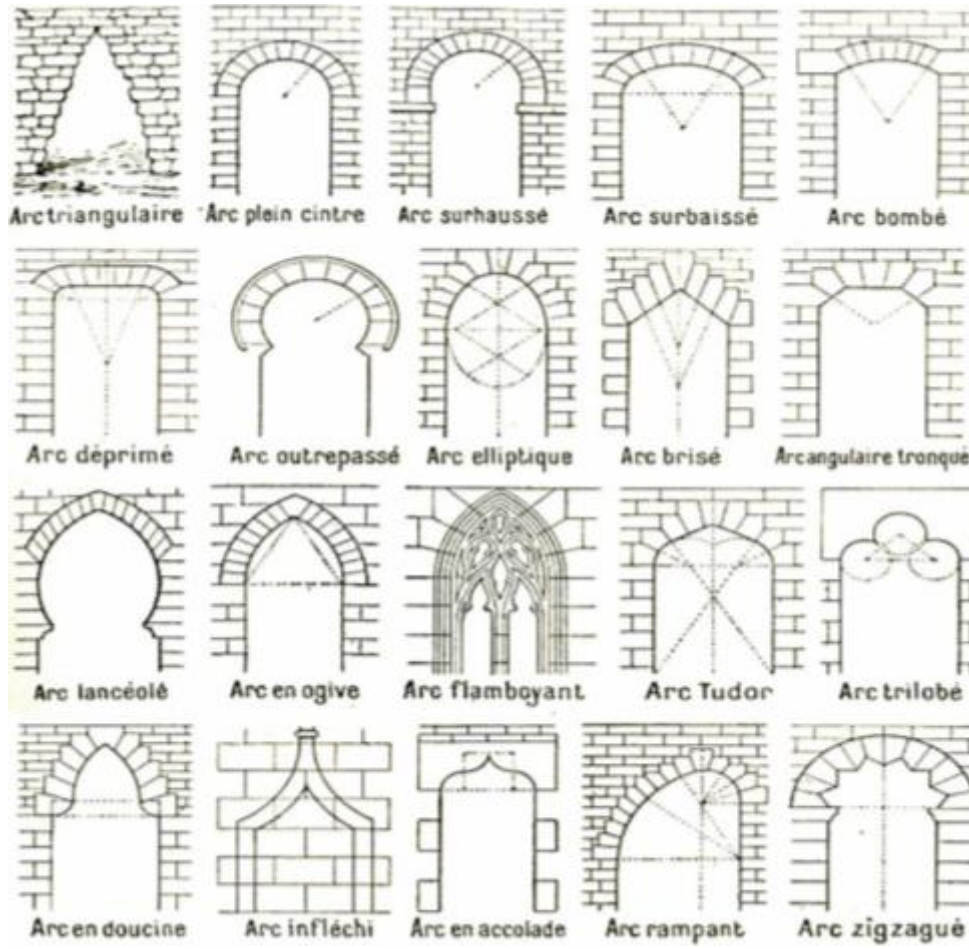 Arc triangulaire
Arc plein cintre
Arc surhaussé
Arc surbaissé
Arc bombé
Arc déprimé
Arc outrepassé
Arc elliptique
Arc brisé
Arc angulaire tronqué
Arc lancéolé
Arc en ogive
Arc flamboyant
Arc Tudor
Arc trilobé
Arc en doucine
Arc infléchi
Arc en accolade
Arc rampant
Arc zigzagué